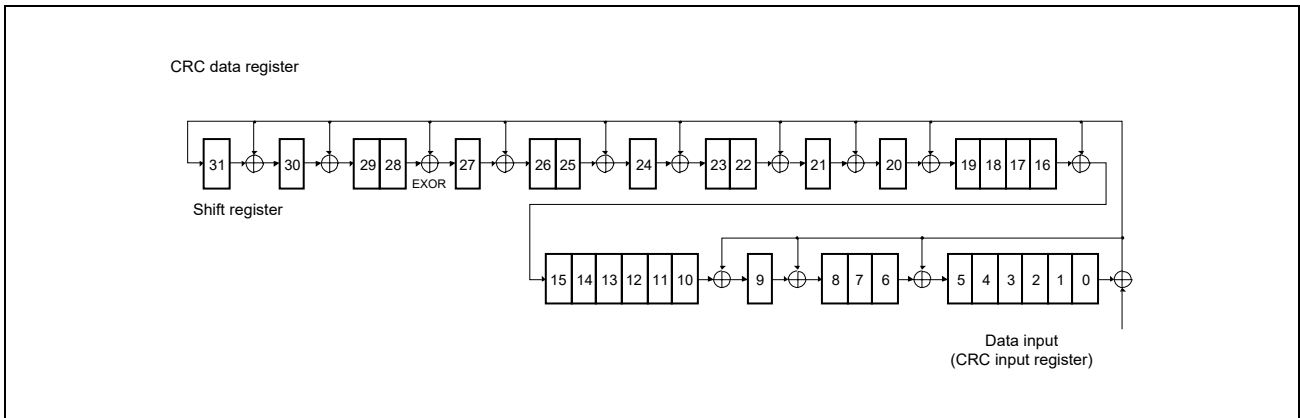 CRC data register
31 30 29 28 27 26 25 24 23 22 21 20 19 18 17 16
EXOR
Shift register
15 14 13 12 11 10 9 8 7 6 5 4 3 2 1 0
Data input
(CRC input register)